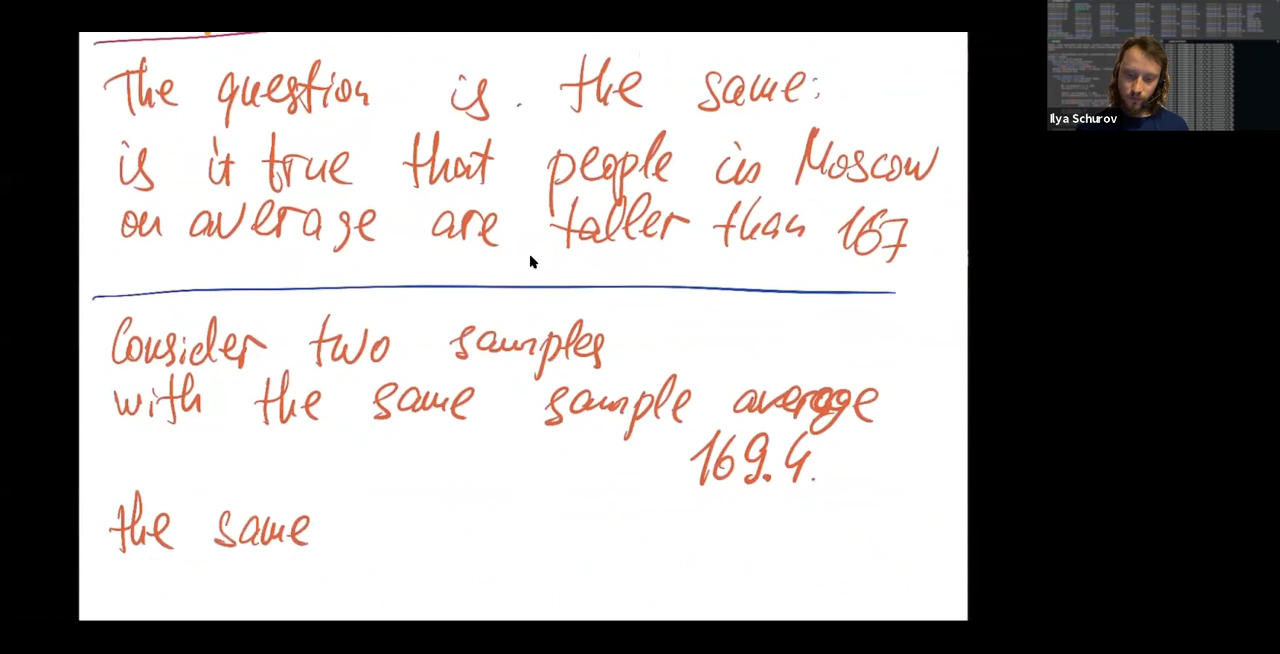 The question is the same:
is it true that people in Moscow
on average are taller than 167
Consider two samples
with the same sample average
169.4.
the same
Ilya Schurov